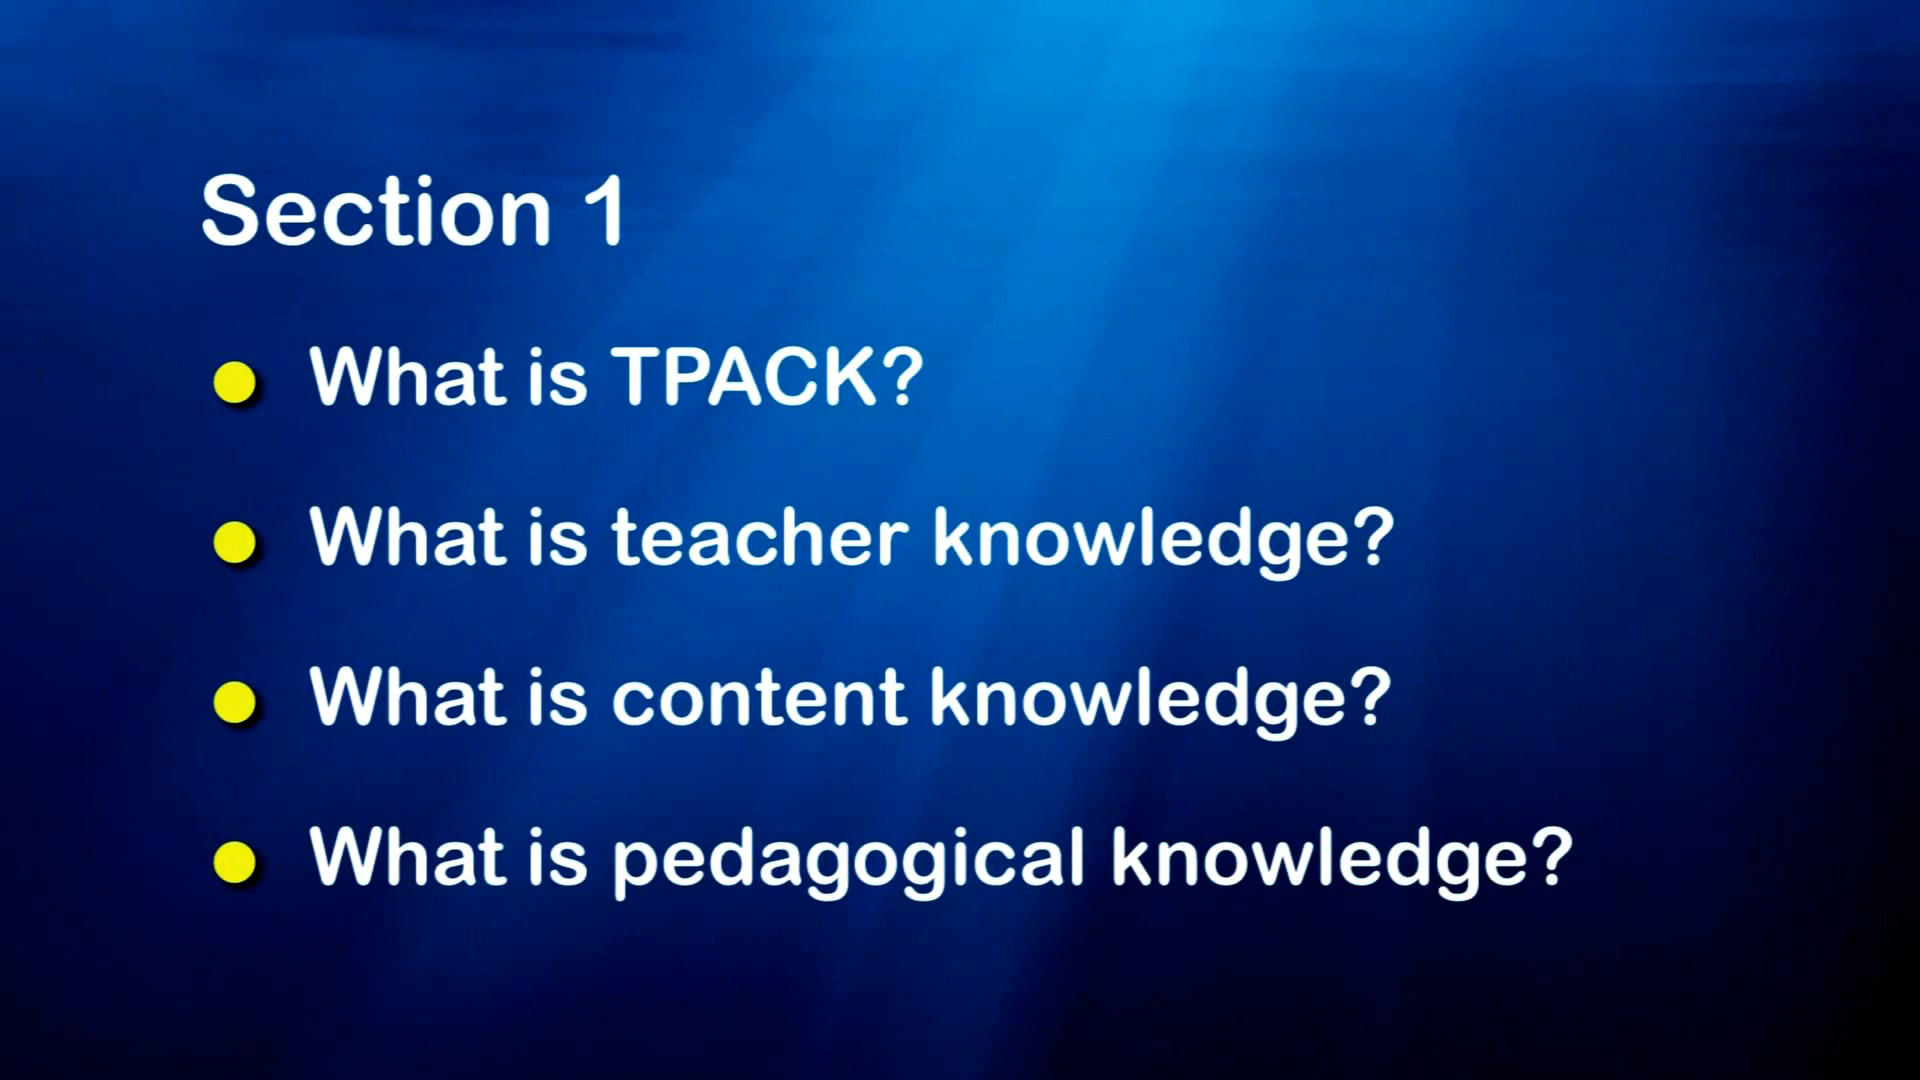 Section 1
What is TPACK?
What is teacher knowledge?
What is content knowledge?
What is pedagogical knowledge?